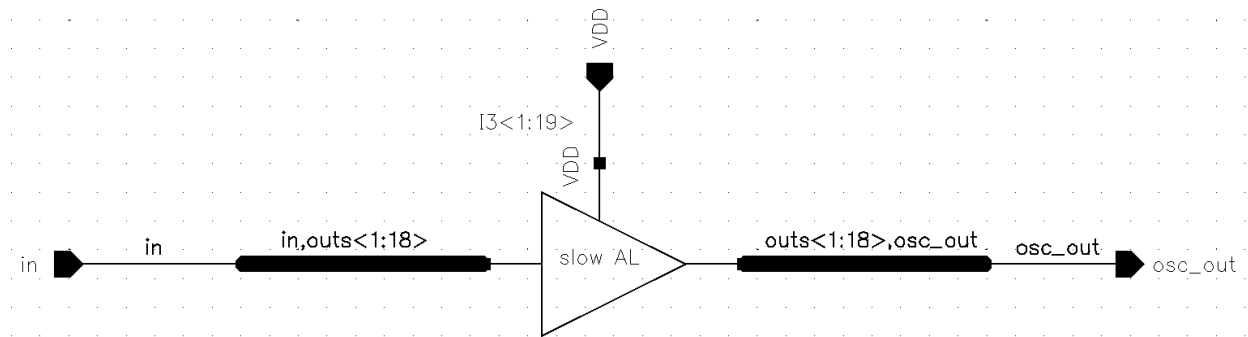 VDD
I3<1:19>
VDD
in
in
in,outs<1:18>
slow AL
outs<1:18>,osc_out
osc_out
osc_out